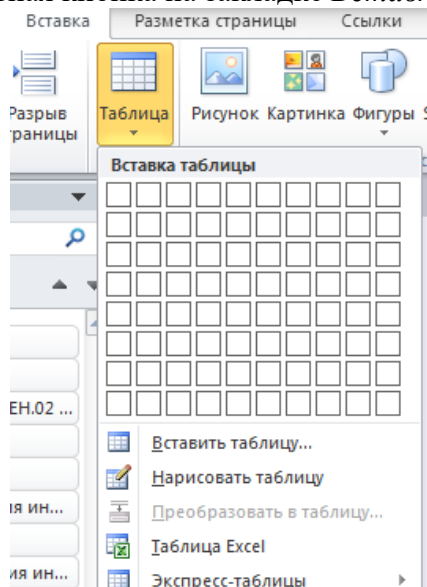 Вставка Разметка страницы Ссылки
Разрыв Таблица Рисунок Картинка Фигуры
страницы
Вставка таблицы
ЕН.02 ...
Вставить таблицу...
Нарисовать таблицу
ия ин... Преобразовать в таблицу...
Таблица Excel
ия ин... Экспресс-таблицы